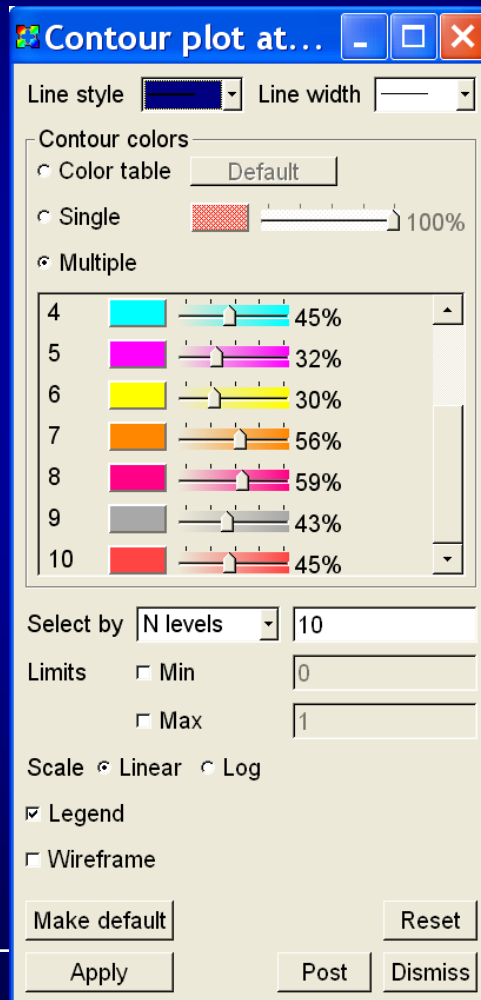 Contour plot at...
Line style Line width
Contour colors
Color table Default
Single 100%
Multiple
4 45%
5 32%
6 30%
7 56%
8 59%
9 43%
10 45%
Select by N levels 10
Limits Min 0
Max 1
Scale Linear Log
Legend
Wireframe
Make default Reset
Apply Post Dismiss